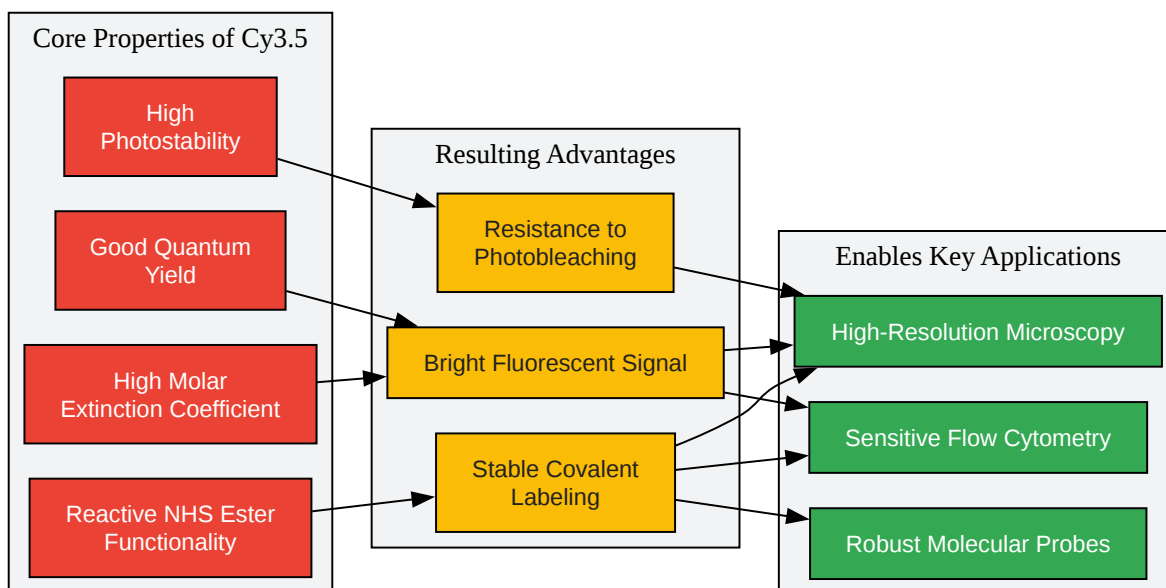 Core Properties of Cy3.5
High
Photostability
Good Quantum
Yield
High Molar
Extinction Coefficient
Reactive NHS Ester
Functionality
Resulting Advantages
Resistance to
Photobleaching
Bright Fluorescent Signal
Stable Covalent
Labeling
Enables Key Applications
High-Resolution Microscopy
Sensitive Flow Cytometry
Robust Molecular Probes